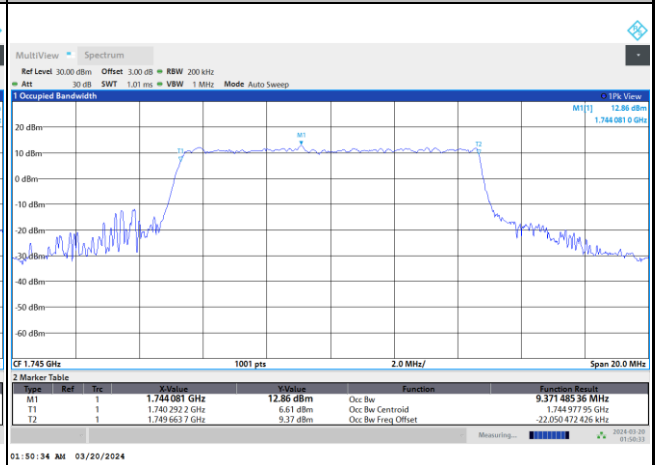 MultiView Spectrum
Ref Level 30.00 dBm Offset 3.00 dB RBW 200 kHz
Att 30 dB SWT 1.01 ms VBW 1 MHz Mode Auto Sweep
1 Occupied Bandwidth 1Pk View
M1[1] 12.86 dBm
1.744 081 0 GHz
20 dBm
M1
T1 T2
10 dBm
0 dBm
-10 dBm
-20 dBm
-30 dBm
-40 dBm
-50 dBm
-60 dBm
CF 1.745 GHz 1001 pts 2.0 MHz/ Span 20.0 MHz
2 Marker Table
Type Ref Trc X-Value Y-Value Function Function Result
M1 1 1.744 081 GHz 12.86 dBm Occ Bw 9.371 485 36 MHz
T1 1 1.740 292 2 GHz 6.61 dBm Occ Bw Centroid 1.744 977 95 GHz
T2 1 1.749 663 7 GHz 9.37 dBm Occ Bw Freq Offset -22.050 472 426 kHz
Measuring... 2024-03-20
01:50:33
01:50:34 AM 03/20/2024